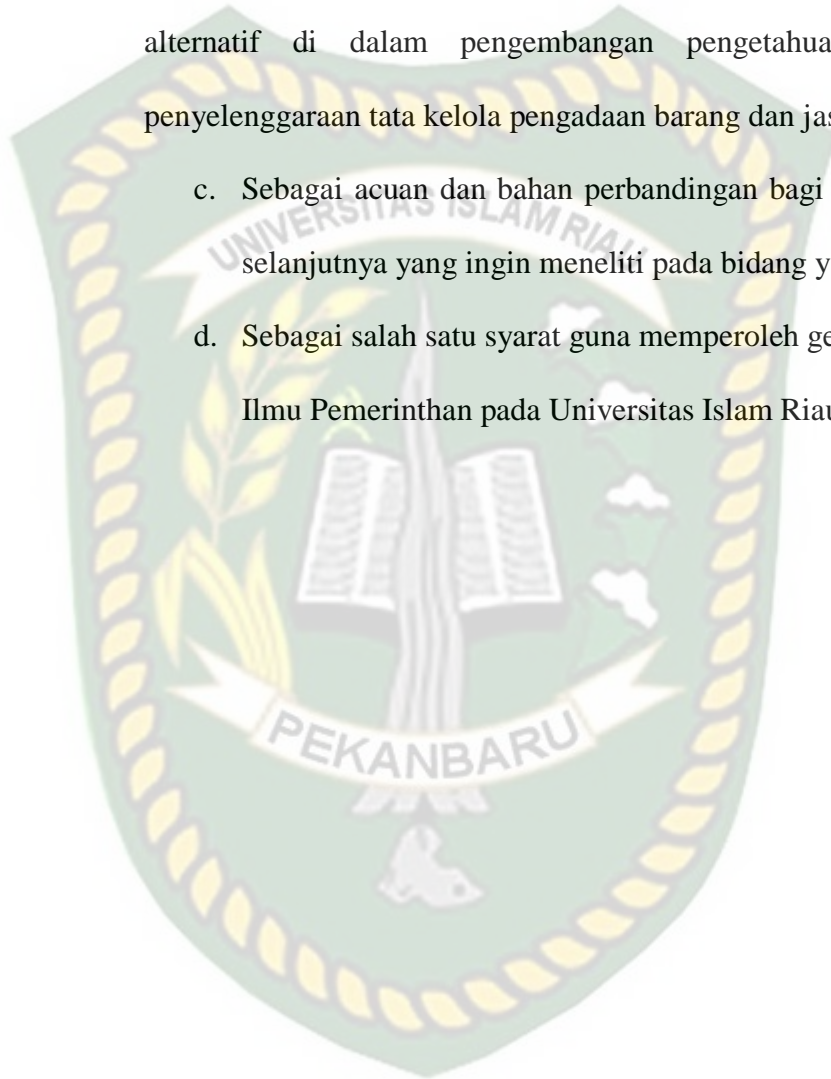 alternatif di dalam pengembangan pengetahua
penyelenggaraan tata kelola pengadaan barang dan jas
c. Sebagai acuan dan bahan perbandingan bagi
selanjutnya yang ingin meneliti pada bidang y
d. Sebagai salah satu syarat guna memperoleh ge
Ilmu Pemerinthan pada Universitas Islam Riau
UNIVERSITAS ISLAM RIAU
PEKANBARU